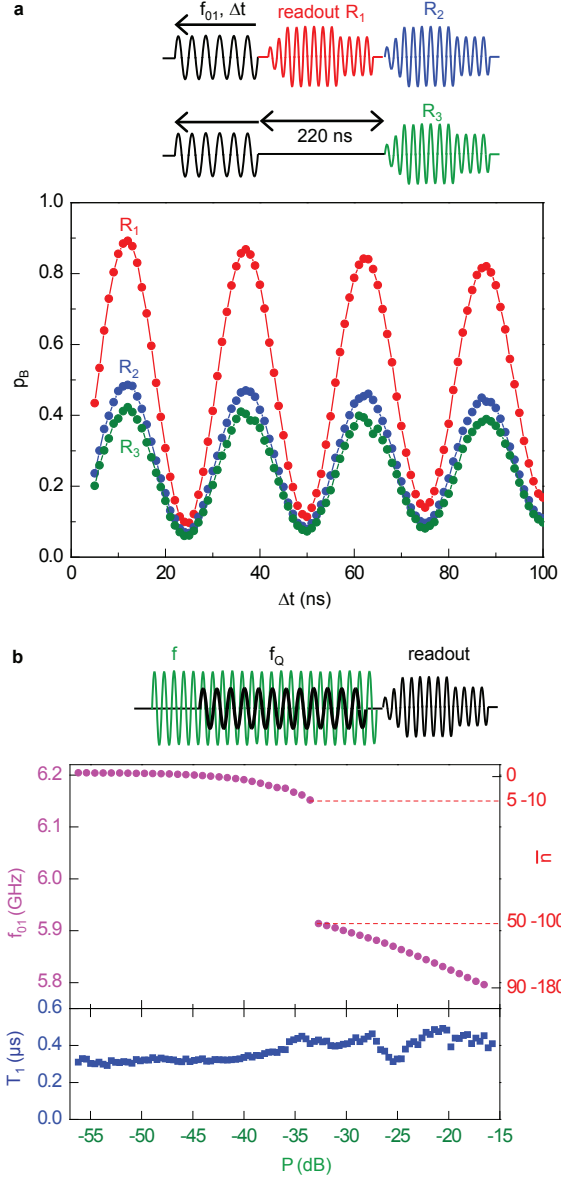 a
f01, Δt
readout R1
R2
220 ns
R3
1.0
0.8
0.6
0.4
0.2
0.0
pB
R1
R2
R3
0
20
40
60
80
100
Δt (ns)
b
f
fQ
readout
6.2
6.1
6.0
5.9
5.8
f01 (GHz)
0
5 -10
50 -100
90 -180
n̅
0.6
0.4
0.2
0.0
T1 (μs)
-55
-50
-45
-40
-35
-30
-25
-20
-15
P (dB)